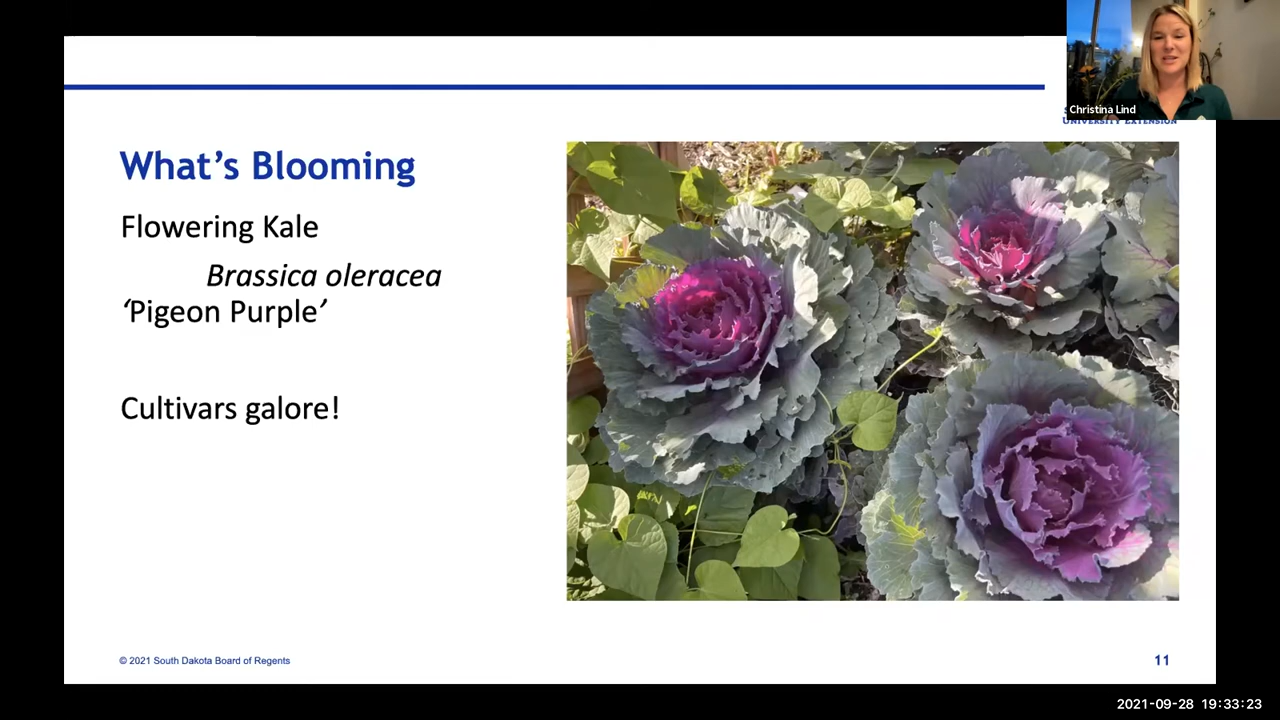 Christina Lind
University Extension
What's Blooming
Flowering Kale
Brassica oleracea
‘Pigeon Purple’
Cultivars galore!
© 2021 South Dakota Board of Regents
11
2021-09-28 19:33:23